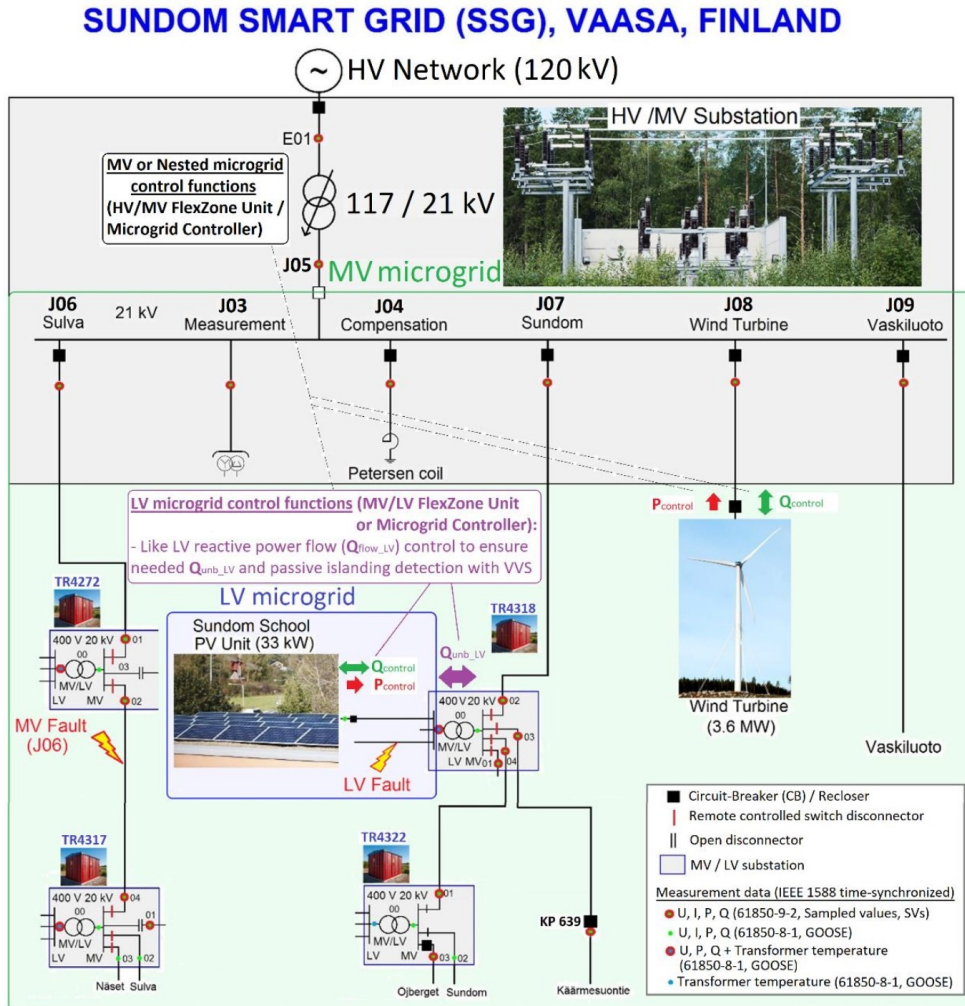 SUNDOM SMART GRID (SSG), VAASA, FINLAND
~
HV Network (120 kV)
E01
HV /MV Substation
MV or Nested microgrid
control functions
(HV/MV FlexZone Unit /
Microgrid Controller)
117 / 21 kV
J05
MV microgrid
J06
Sulva
21 kV
J03
Measurement
J04
Compensation
J07
Sundom
J08
Wind Turbine
J09
Vaskiluoto
Petersen coil
LV microgrid control functions (MV/LV FlexZone Unit
or Microgrid Controller):
- Like LV reactive power flow (Qflow_LV) control to ensure
needed Qunb_LV and passive islanding detection with VVS
Pcontrol
Qcontrol
LV microgrid
TR4272
400 V 20 kV
01
00
03
MV/LV
LV
MV
02
Sundom School
PV Unit (33 kW)
Qcontrol
Pcontrol
Qunb_LV
TR4318
400 V 20 kV
02
00
03
MV/LV
LV
MV
01
04
Wind Turbine
(3.6 MW)
Vaskiluoto
MV Fault
(J06)
LV Fault
TR4317
400 V 20 kV
04
00
01
MV/LV
LV
MV
03
02
Näset
Sulva
TR4322
400 V 20 kV
01
00
MV/LV
LV
MV
03
02
Ojberget
Sundom
KP 639
Käärmesuontie
Circuit-Breaker (CB) / Recloser
Remote controlled switch disconnector
Open disconnector
MV / LV substation
Measurement data (IEEE 1588 time-synchronized)
U, I, P, Q (61850-9-2, Sampled values, SVs)
U, I, P, Q (61850-8-1, GOOSE)
U, P, Q + Transformer temperature
(61850-8-1, GOOSE)
Transformer temperature (61850-8-1, GOOSE)